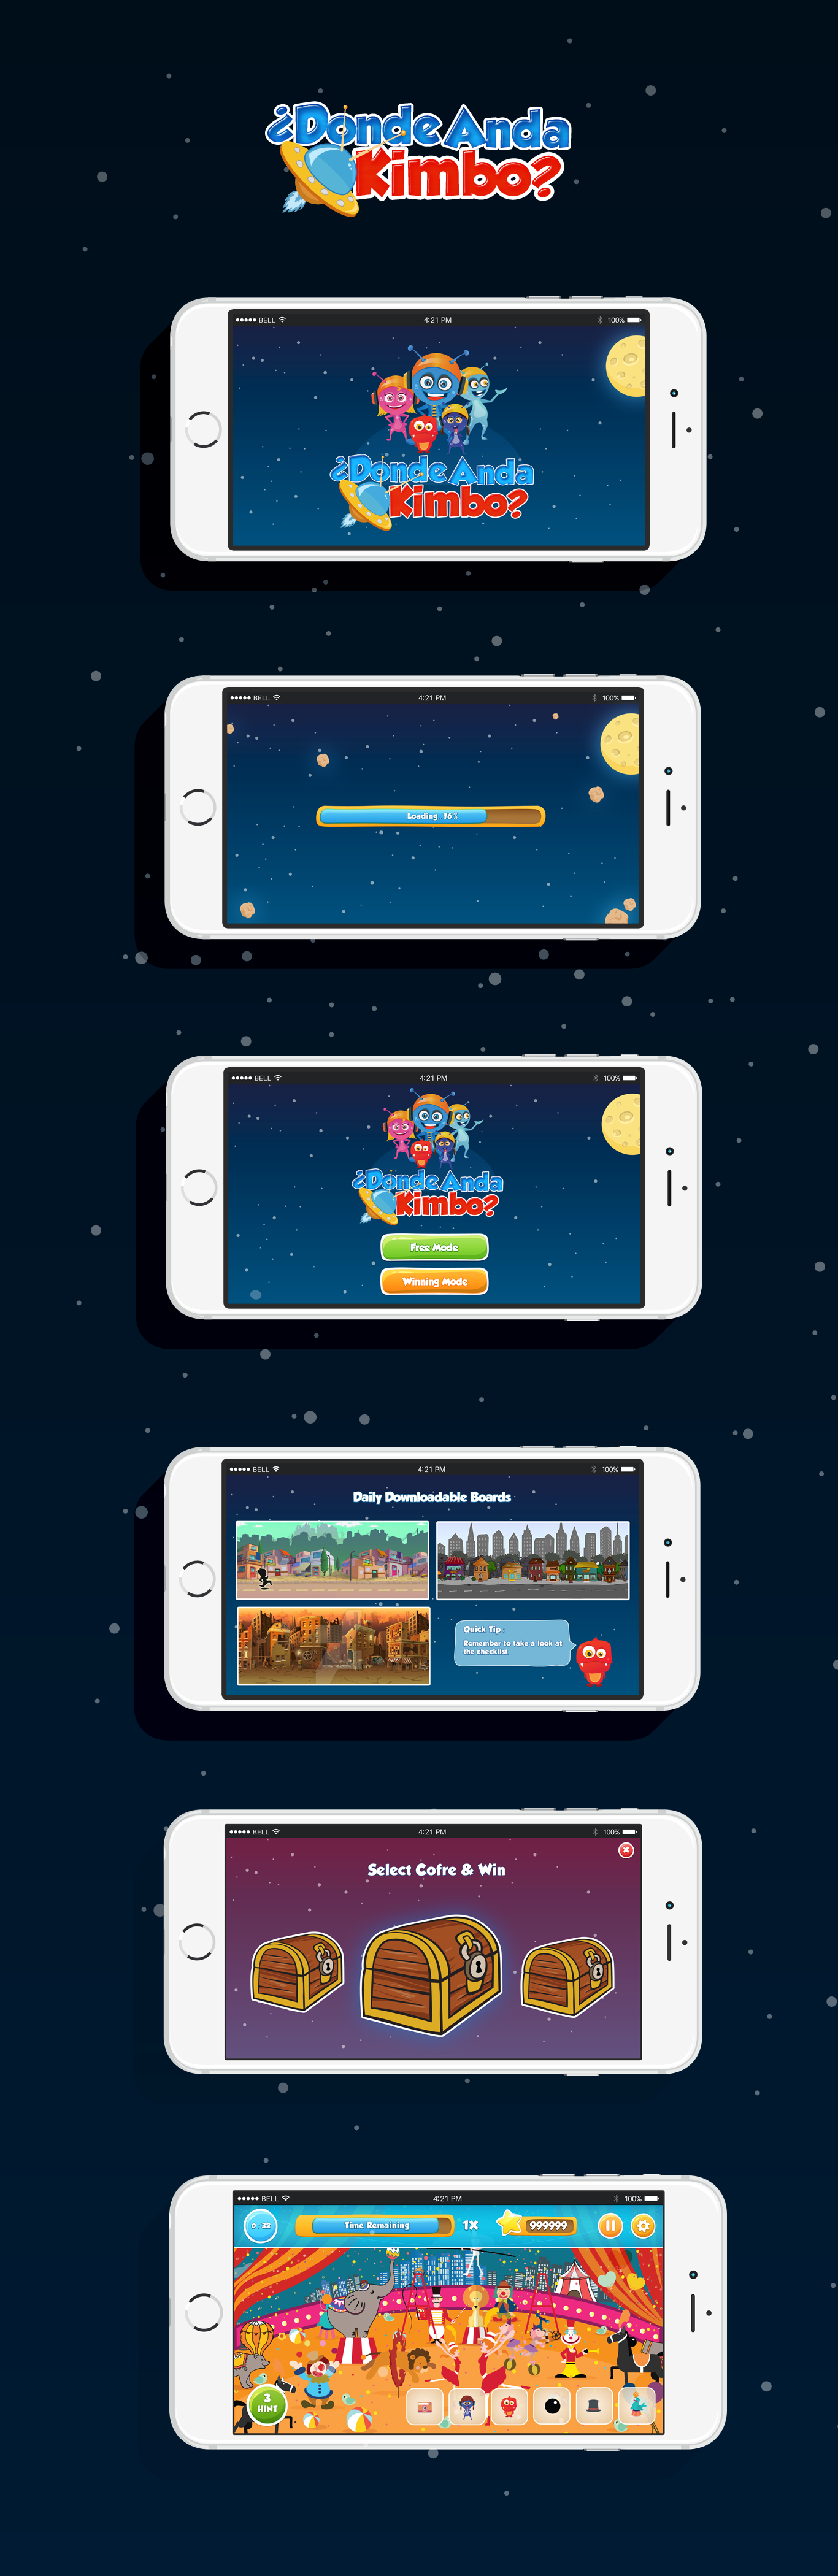 ¿Donde Anda
Kimbo?
BELL 4:21 PM 100%
¿Donde Anda
Kimbo?
BELL 4:21 PM 100%
Loading 76%
BELL 4:21 PM 100%
¿Donde Anda
Kimbo?
Free Mode
Winning Mode
BELL 4:21 PM 100%
Daily Downloadable Boards
Quick Tip
Remember to take a look at
the checklist
BELL 4:21 PM 100%
Select Cofre & Win
BELL 4:21 PM 100%
0 : 32 Time Remaining 1X 999999
3
HINT